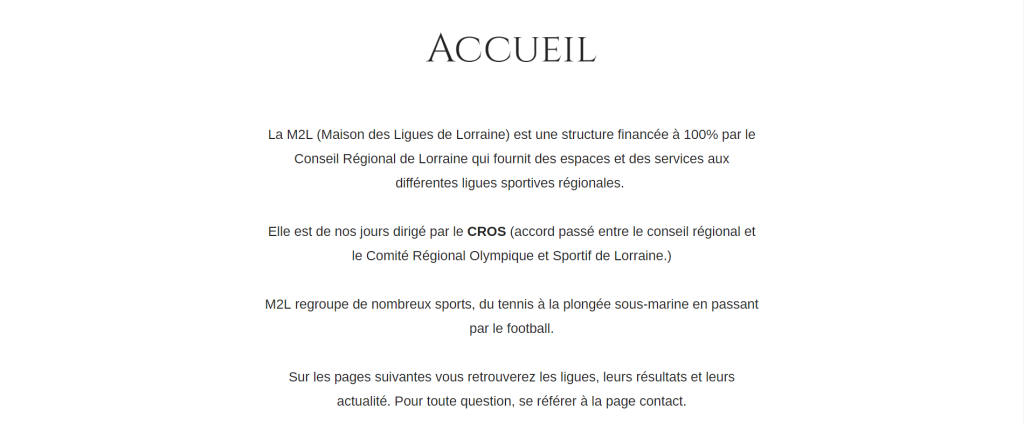 Accueil
La M2L (Maison des Ligues de Lorraine) est une structure financée à 100% par le
Conseil Régional de Lorraine qui fournit des espaces et des services aux
différentes ligues sportives régionales.
Elle est de nos jours dirigé par le CROS (accord passé entre le conseil régional et
le Comité Régional Olympique et Sportif de Lorraine.)
M2L regroupe de nombreux sports, du tennis à la plongée sous-marine en passant
par le football.
Sur les pages suivantes vous retrouverez les ligues, leurs résultats et leurs
actualité. Pour toute question, se référer à la page contact.